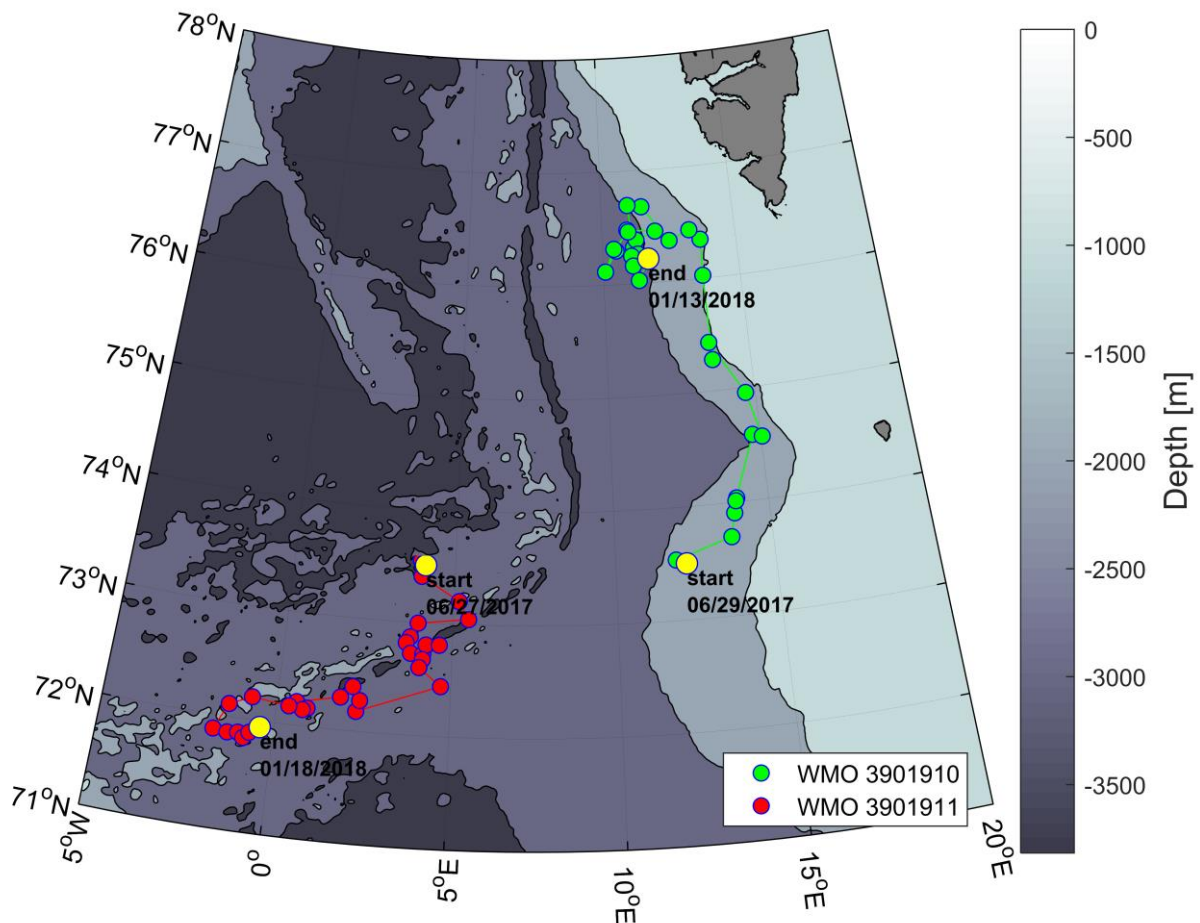 78°N
77°N
76°N
75°N
74°N
73°N
72°N
71°N
5°W
0°
5°E
10°E
15°E
20°E
end
01/13/2018
start
06/29/2017
start
06/27/2017
end
01/18/2018
WMO 3901910
WMO 3901911
0
-500
-1000
-1500
-2000
-2500
-3000
-3500
Depth [m]